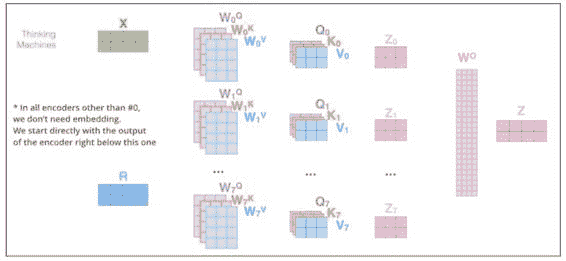 Thinking
Machines
X
W0Q
W0K
W0V
Q0
K0
V0
Z0
WO
* In all encoders other than #0,
we don't need embedding.
We start directly with the output
of the encoder right below this one
W1Q
W1K
W1V
Q1
K1
V1
Z1
Z
R
...
...
...
W7Q
W7K
W7V
Q7
K7
V7
Z7